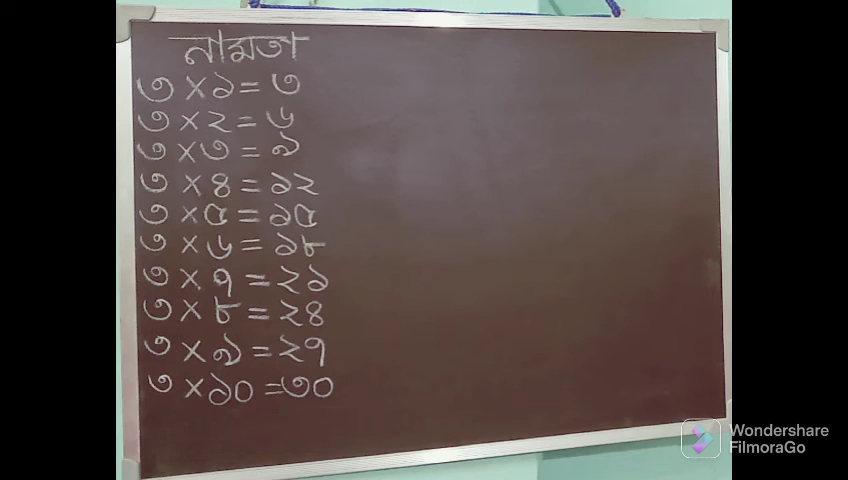 নামতা
৩ × ১ = ৩
৩ × ২ = ৬
৩ × ৩ = ৯
৩ × ৪ = ১২
৩ × ৫ = ১৫
৩ × ৬ = ১৮
৩ × ৭ = ২১
৩ × ৮ = ২৪
৩ × ৯ = ২৭
৩ × ১০ = ৩০
Wondershare
FilmoraGo